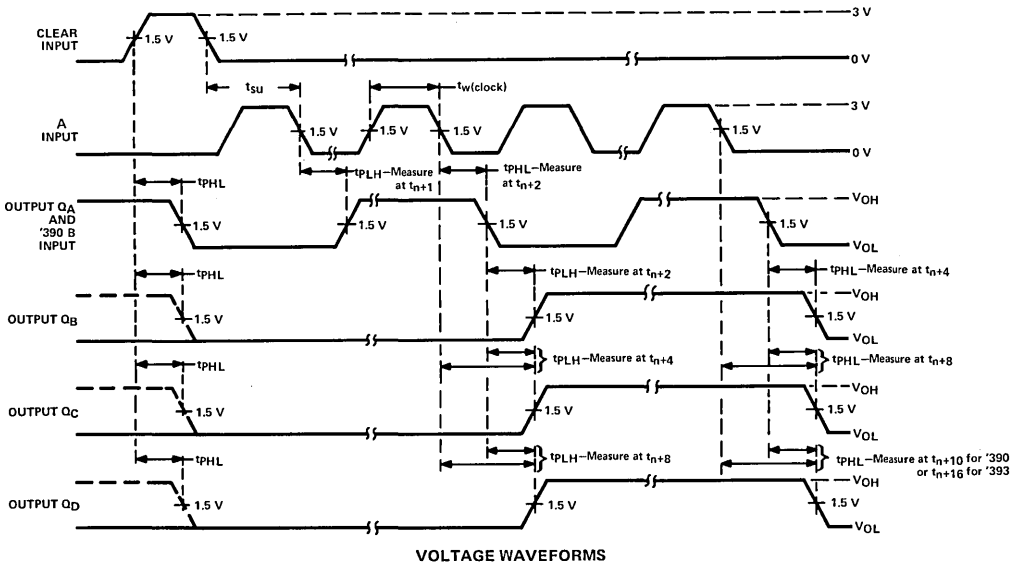 CLEAR
INPUT
1.5 V
1.5 V
3 V
0 V
tsu
tw(clock)
A
INPUT
1.5 V
1.5 V
1.5 V
1.5 V
3 V
0 V
tPHL
tPLH–Measure
at tn+1
tPHL–Measure
at tn+2
OUTPUT QA
AND
'390 B
INPUT
1.5 V
1.5 V
1.5 V
1.5 V
VOH
VOL
tPHL
tPLH–Measure at tn+2
tPHL–Measure at tn+4
OUTPUT QB
1.5 V
1.5 V
1.5 V
VOH
VOL
tPHL
tPLH–Measure at tn+4
tPHL–Measure at tn+8
OUTPUT QC
1.5 V
1.5 V
1.5 V
VOH
VOL
tPHL
tPLH–Measure at tn+8
tPHL–Measure at tn+10 for '390
or tn+16 for '393
OUTPUT QD
1.5 V
1.5 V
1.5 V
VOH
VOL
VOLTAGE WAVEFORMS